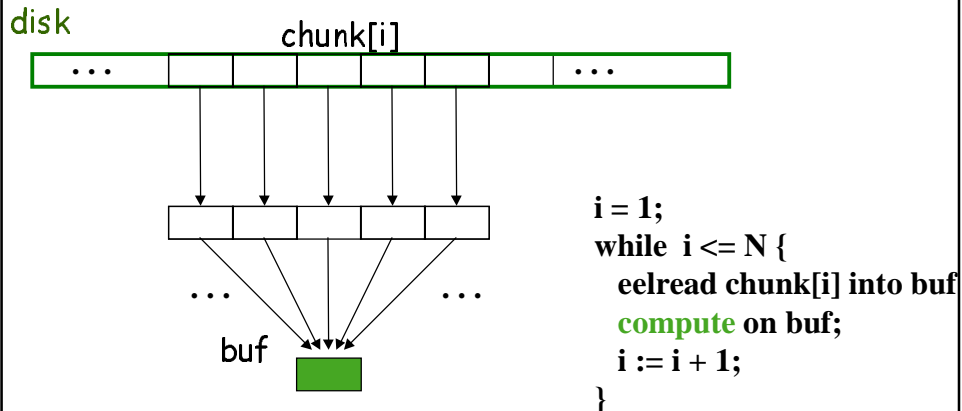 disk
chunk[i]
... ...
... ...
buf
i = 1;
while i <= N {
eelread chunk[i] into buf
compute on buf;
i := i + 1;
}